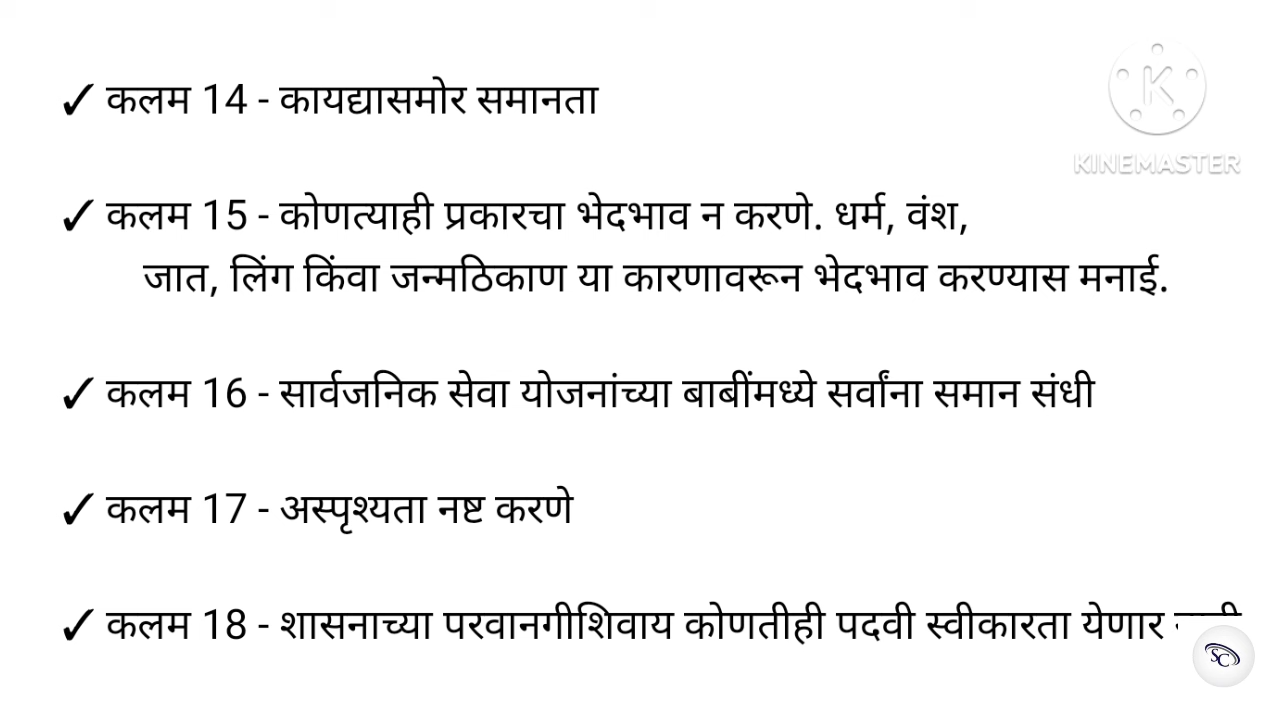 ✓ कलम 14 - कायद्यासमोर समानता
KINEMASTER
✓ कलम 15 - कोणत्याही प्रकारचा भेदभाव न करणे. धर्म, वंश,
जात, लिंग किंवा जन्मठिकाण या कारणावरून भेदभाव करण्यास मनाई.
✓ कलम 16 - सार्वजनिक सेवा योजनांच्या बाबींमध्ये सर्वांना समान संधी
✓ कलम 17 - अस्पृश्यता नष्ट करणे
✓ कलम 18 - शासनाच्या परवानगीशिवाय कोणतीही पदवी स्वीकारता येणार
SC